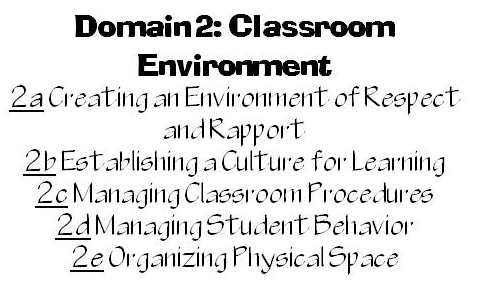 Domain 2: Classroom
Environment
2a Creating an Environment of Respect
and Rapport
2b Establishing a Culture for Learning
2c Managing Classroom Procedures
2d Managing Student Behavior
2e Organizing Physical Space